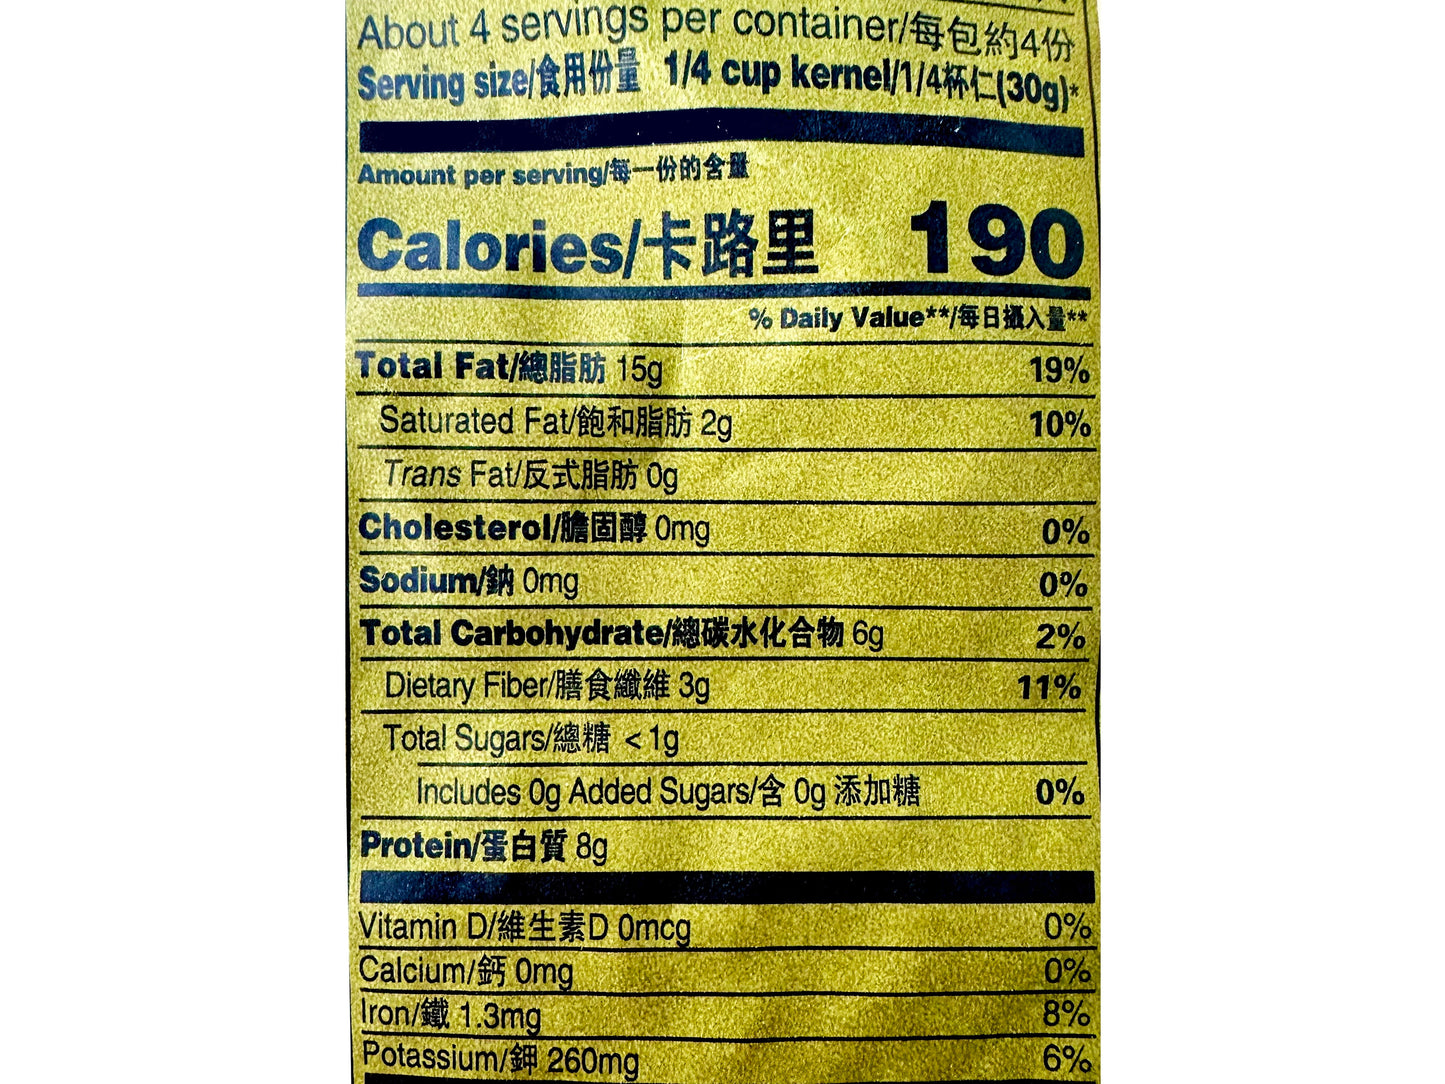 About 4 servings per container/每包約4份
Serving size/食用份量 1/4 cup kernel/1/4杯仁(30g)*
Amount per serving/每一份的含量
Calories/卡路里 190
% Daily Value**/每日攝入量**
Total Fat/總脂肪 15g 19%
Saturated Fat/飽和脂肪 2g 10%
Trans Fat/反式脂肪 0g
Cholesterol/膽固醇 0mg 0%
Sodium/鈉 0mg 0%
Total Carbohydrate/總碳水化合物 6g 2%
Dietary Fiber/膳食纖維 3g 11%
Total Sugars/總糖 <1g
Includes 0g Added Sugars/含 0g 添加糖 0%
Protein/蛋白質 8g
Vitamin D/維生素D 0mcg 0%
Calcium/鈣 0mg 0%
Iron/鐵 1.3mg 8%
Potassium/鉀 260mg 6%